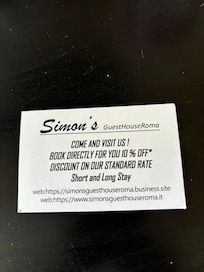 Simon's GuestHouseRoma
COME AND VISIT US !
BOOK DIRECTLY FOR YOU 10 % OFF*
DISCOUNT ON OUR STANDARD RATE
Short and Long Stay
web:https://simonsguesthouseroma.business.site
web:https://www.simonsguesthouseroma.it